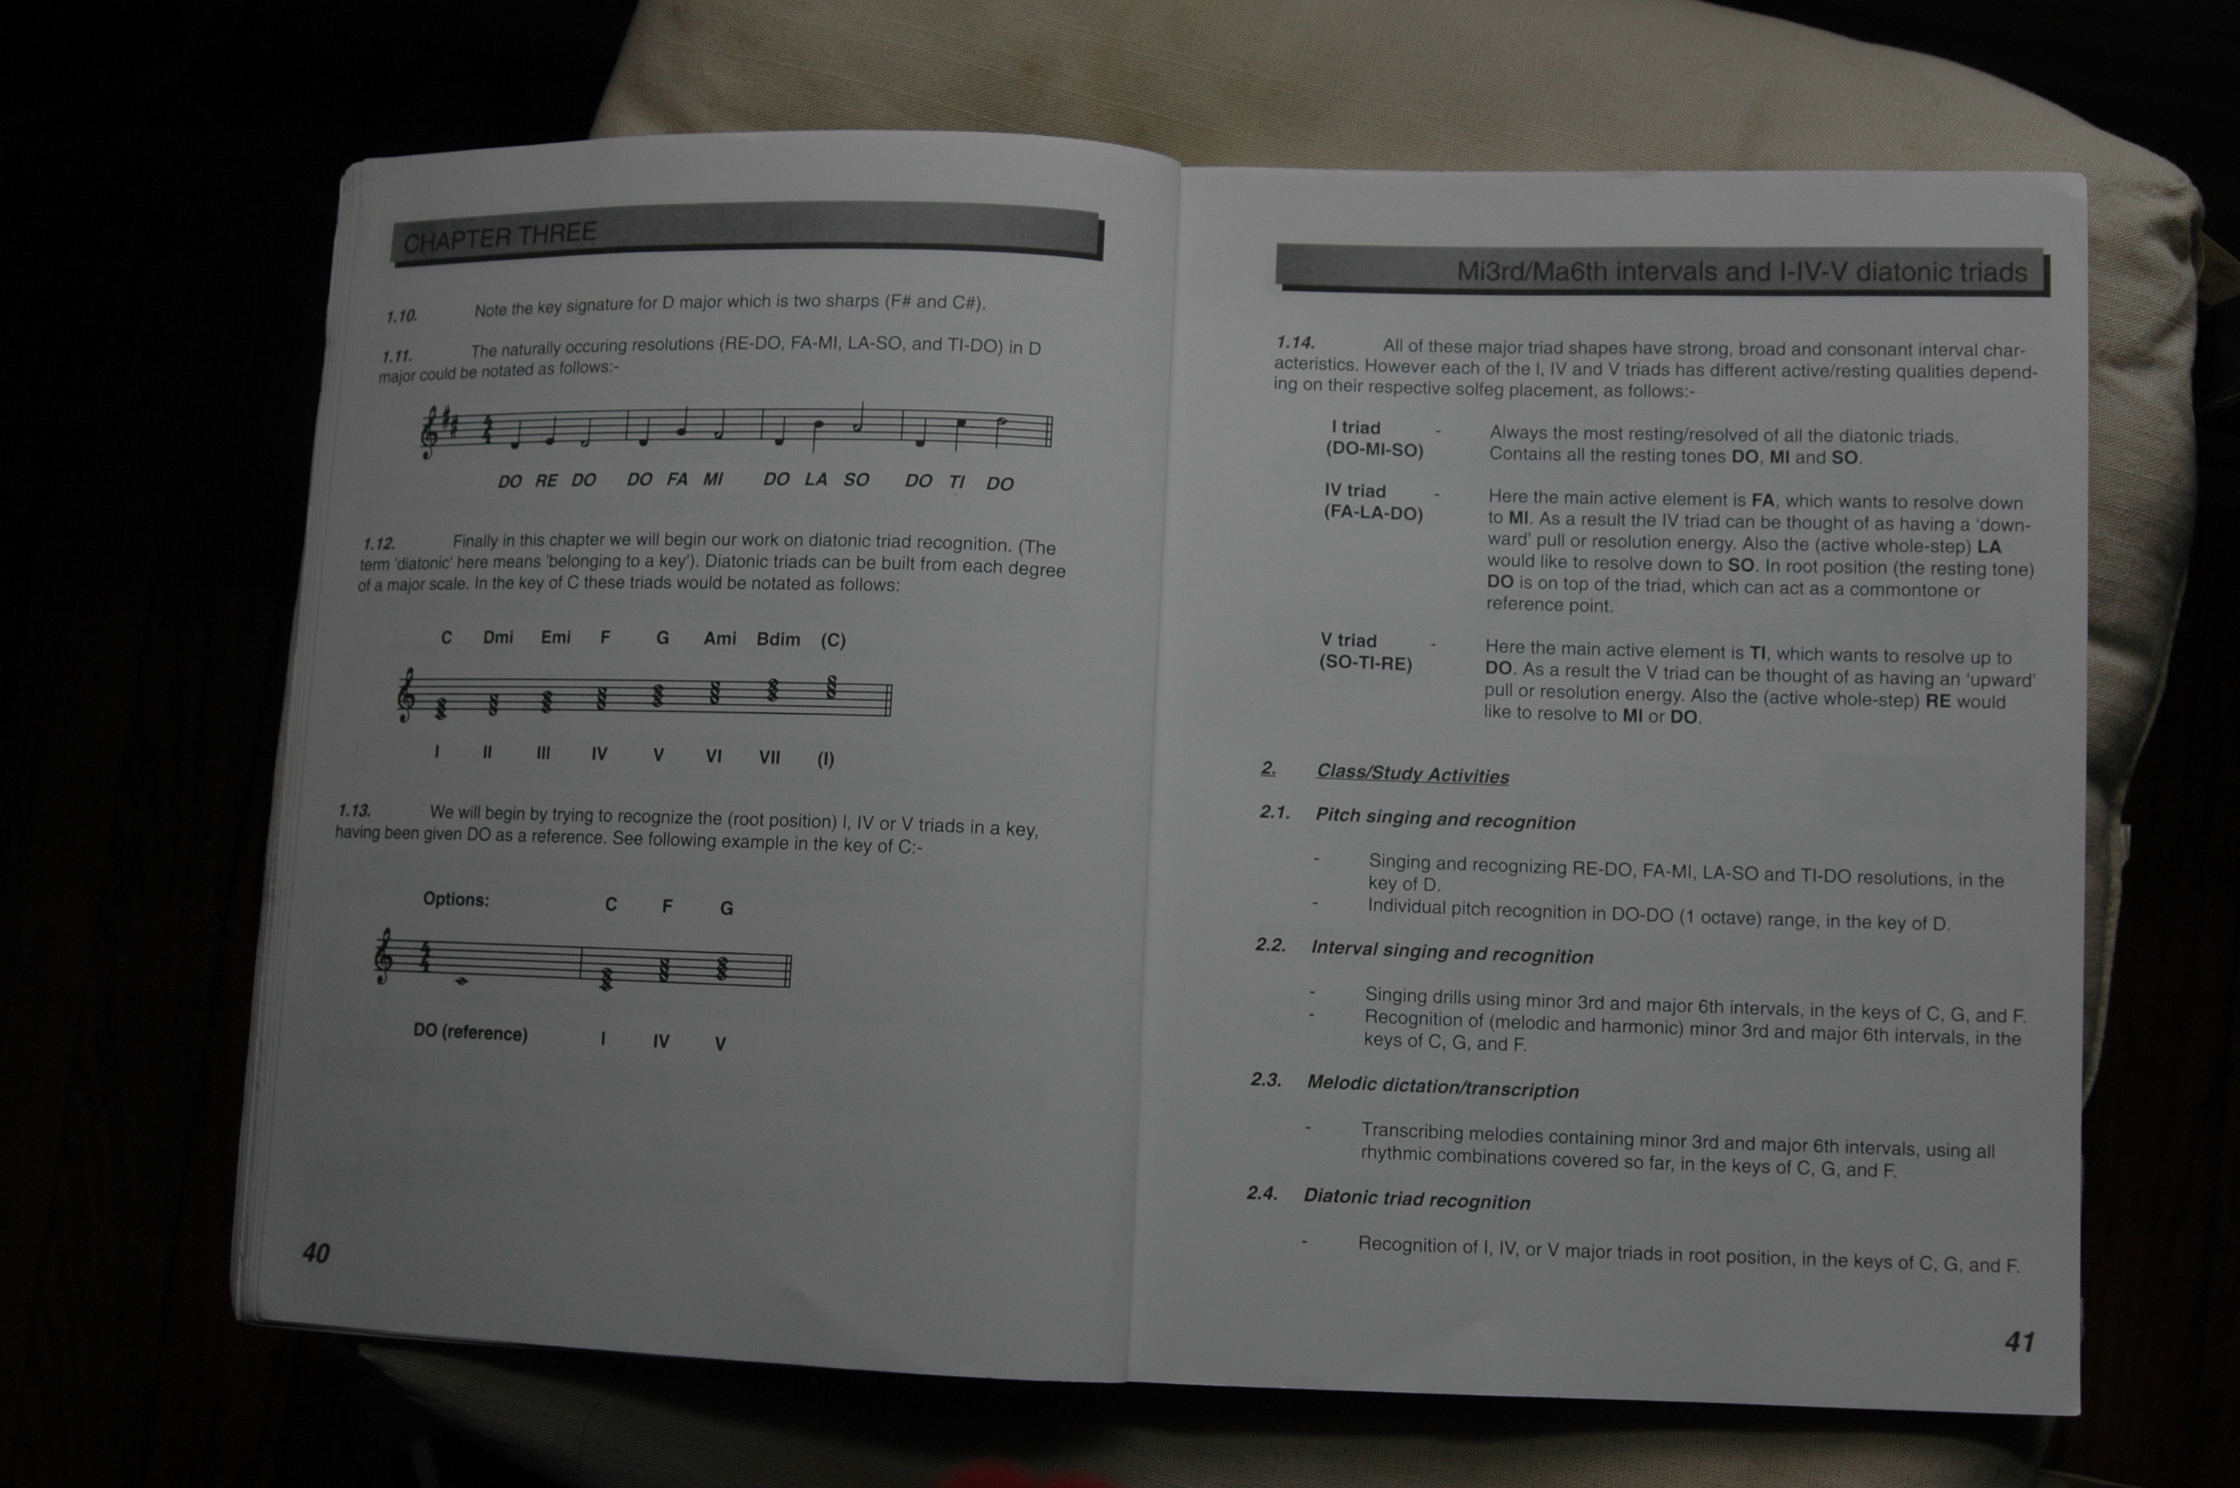 CHAPTER THREE
1.10. Note the key signature for D major which is two sharps (F# and C#).
1.11. The naturally occuring resolutions (RE-DO, FA-MI, LA-SO, and TI-DO) in D
major could be notated as follows:-
4
4
DO RE DO DO FA MI DO LA SO DO TI DO
1.12. Finally in this chapter we will begin our work on diatonic triad recognition. (The
term 'diatonic' here means 'belonging to a key'). Diatonic triads can be built from each degree
of a major scale. In the key of C these triads would be notated as follows:
C Dmi Emi F G Ami Bdim (C)
I II III IV V VI VII (I)
1.13. We will begin by trying to recognize the (root position) I, IV or V triads in a key,
having been given DO as a reference. See following example in the key of C:-
Options: C F G
4
4
DO (reference) I IV V
40
Mi3rd/Ma6th intervals and I-IV-V diatonic triads
1.14. All of these major triad shapes have strong, broad and consonant interval char-
acteristics. However each of the I, IV and V triads has different active/resting qualities depend-
ing on their respective solfeg placement, as follows:-
I triad - Always the most resting/resolved of all the diatonic triads.
(DO-MI-SO) Contains all the resting tones DO, MI and SO.
IV triad - Here the main active element is FA, which wants to resolve down
(FA-LA-DO) to MI. As a result the IV triad can be thought of as having a 'down-
ward' pull or resolution energy. Also the (active whole-step) LA
would like to resolve down to SO. In root position (the resting tone)
DO is on top of the triad, which can act as a commontone or
reference point.
V triad - Here the main active element is TI, which wants to resolve up to
(SO-TI-RE) DO. As a result the V triad can be thought of as having an 'upward'
pull or resolution energy. Also the (active whole-step) RE would
like to resolve to MI or DO.
2. Class/Study Activities
2.1. Pitch singing and recognition
- Singing and recognizing RE-DO, FA-MI, LA-SO and TI-DO resolutions, in the
key of D.
- Individual pitch recognition in DO-DO (1 octave) range, in the key of D.
2.2. Interval singing and recognition
- Singing drills using minor 3rd and major 6th intervals, in the keys of C, G, and F.
- Recognition of (melodic and harmonic) minor 3rd and major 6th intervals, in the
keys of C, G, and F.
2.3. Melodic dictation/transcription
- Transcribing melodies containing minor 3rd and major 6th intervals, using all
rhythmic combinations covered so far, in the keys of C, G, and F.
2.4. Diatonic triad recognition
- Recognition of I, IV, or V major triads in root position, in the keys of C, G, and F.
41